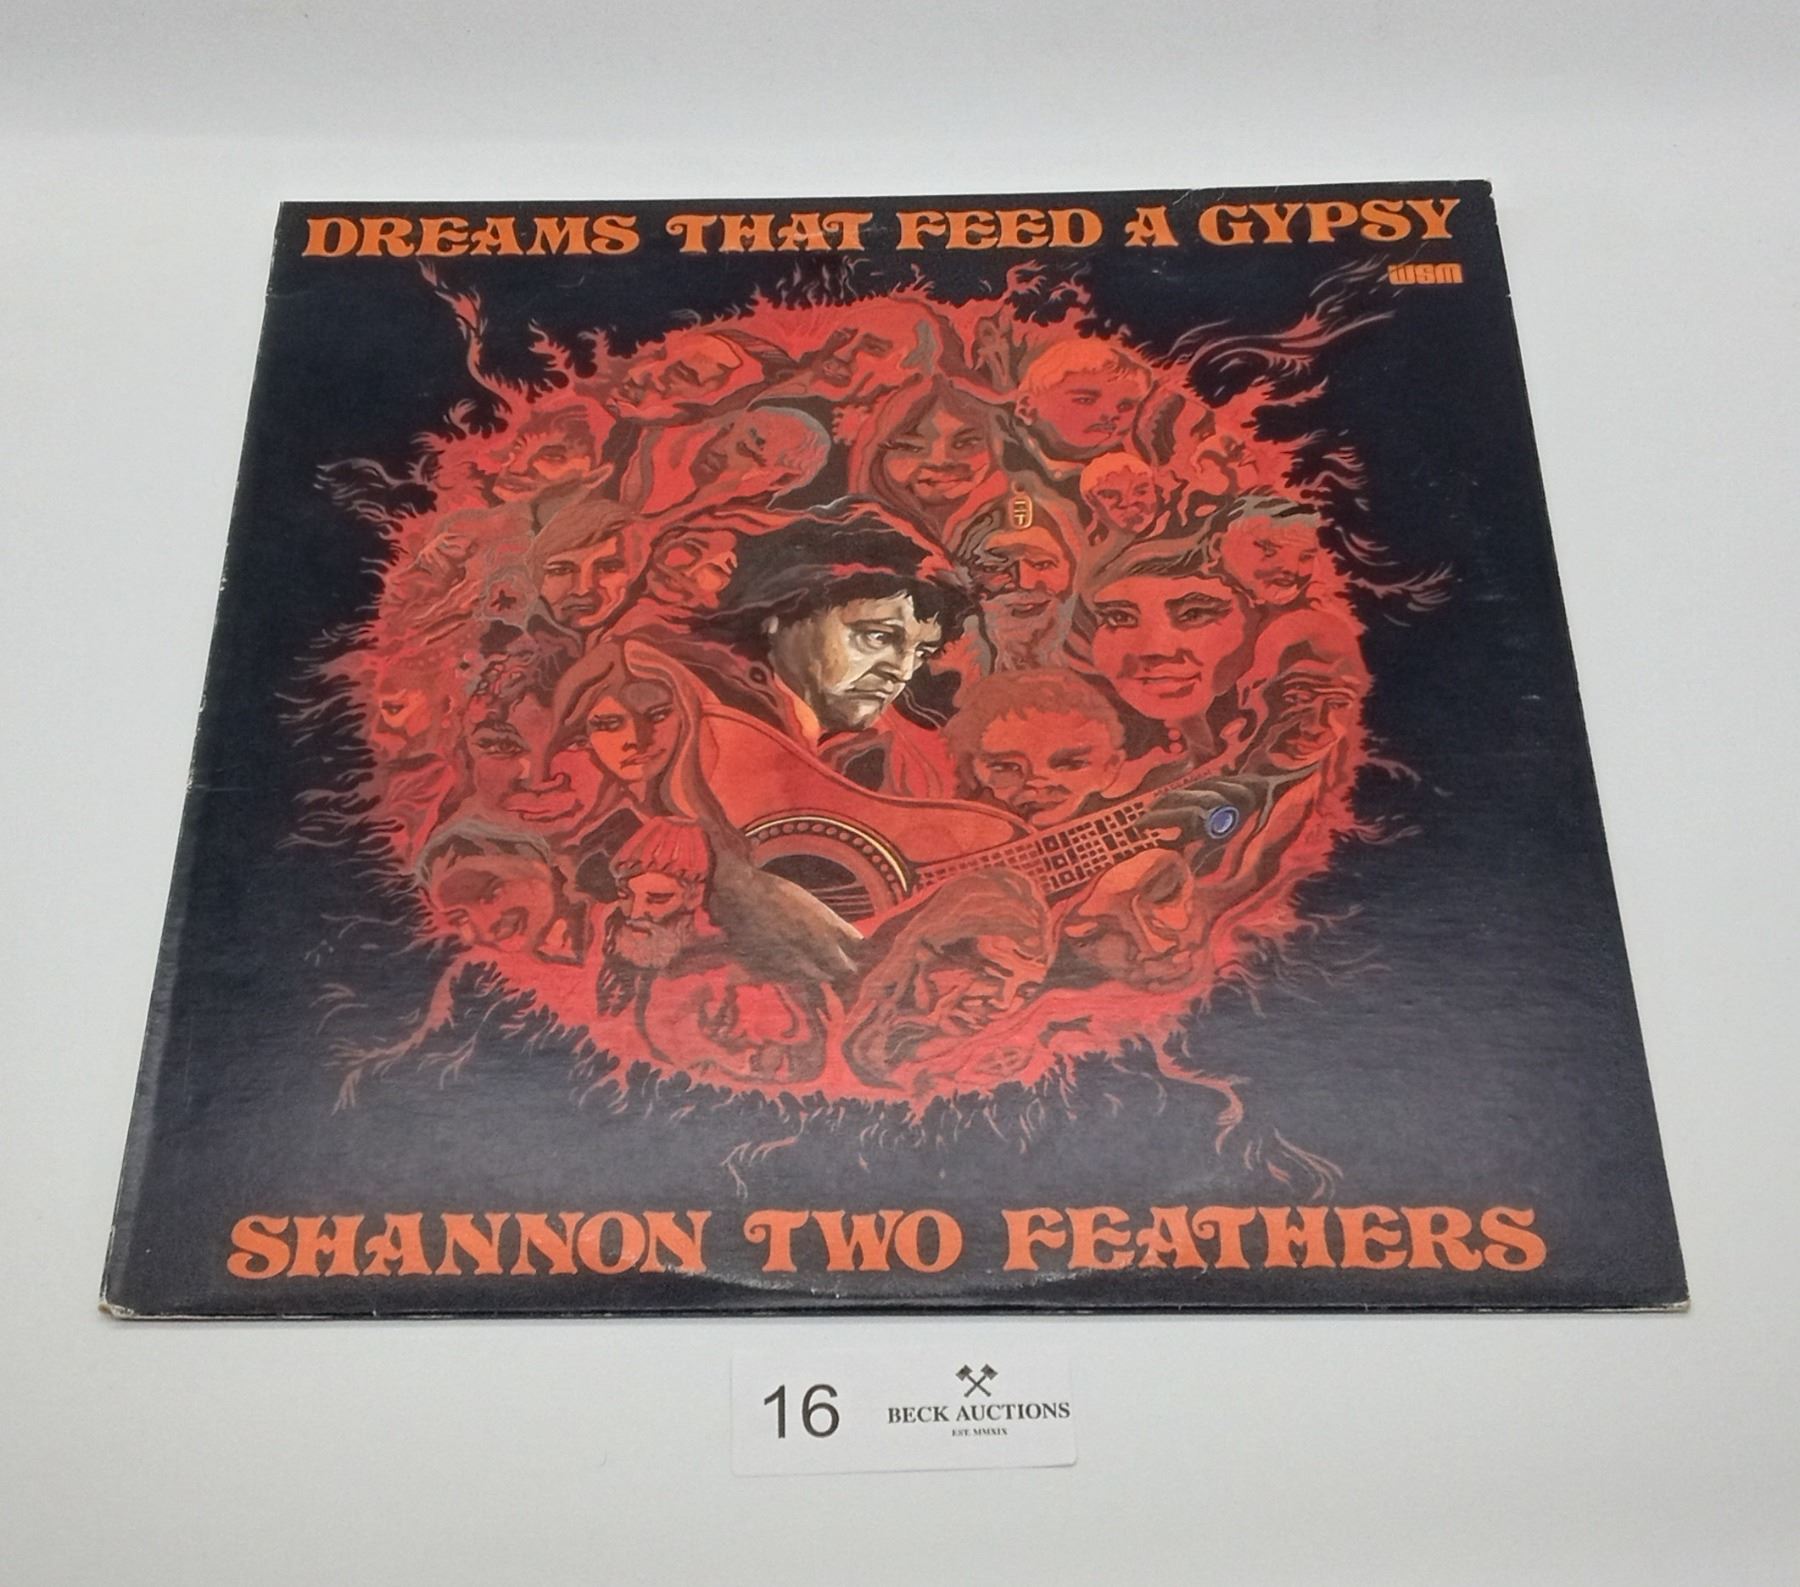 DREAMS THAT FEED A GYPSY
WSM
SHANNON TWO FEATHERS
16
BECK AUCTIONS
EST. MMXIX